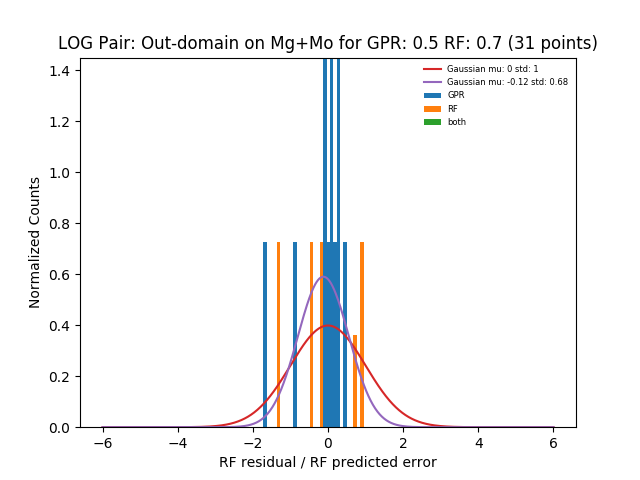 LOG Pair: Out-domain on Mg+Mo for GPR: 0.5 RF: 0.7 (31 points)
Gaussian mu: 0 std: 1
Gaussian mu: -0.12 std: 0.68
GPR
RF
both
Normalized Counts
1.4
1.2
1.0
0.8
0.6
0.4
0.2
0.0
−6 −4 −2 0 2 4 6
RF residual / RF predicted error